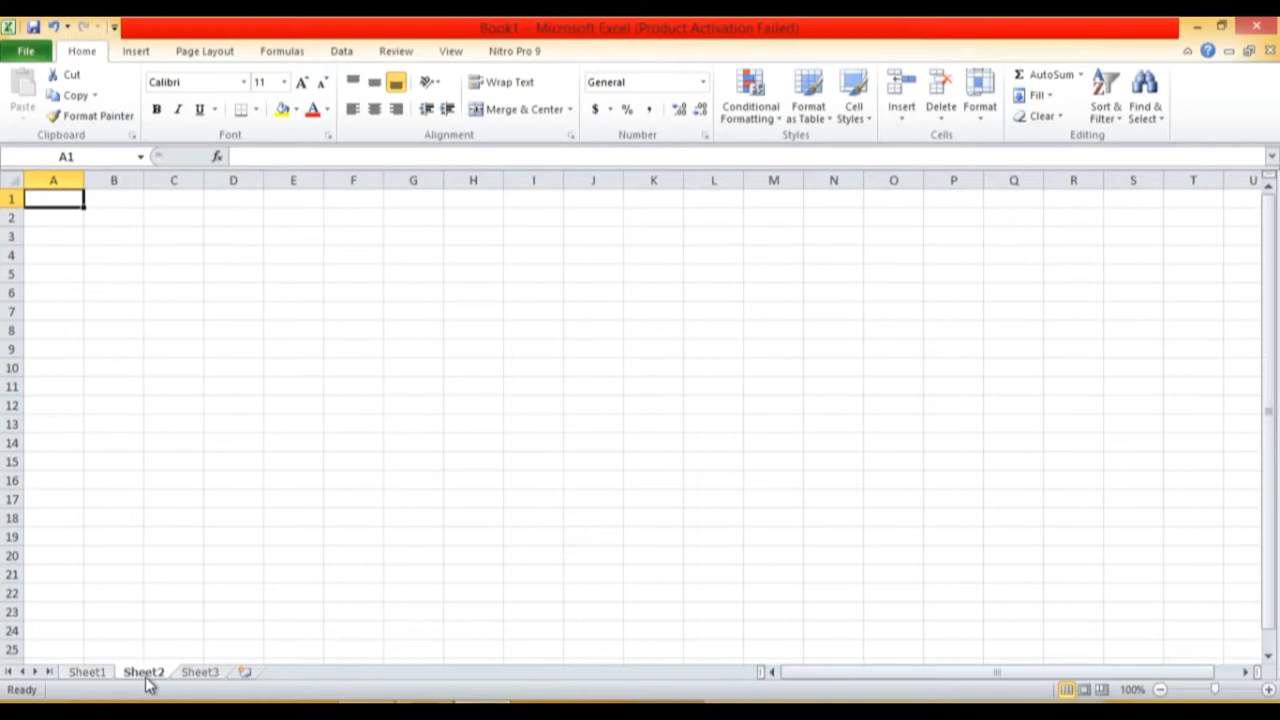 Book1 - Microsoft Excel (Product Activation Failed)
File Home Insert Page Layout Formulas Data Review View Nitro Pro 9
Paste
Cut
Copy
Format Painter
Clipboard
Calibri 11
B I U
Font
Wrap Text
Merge & Center
Alignment
General
$ % ,
Number
Conditional Formatting
Format as Table
Cell Styles
Styles
Insert Delete Format
Cells
Σ AutoSum
Fill
Clear
Sort & Filter
Find & Select
Editing
A1 fx
A B C D E F G H I J K L M N O P Q R S T U
1
2
3
4
5
6
7
8
9
10
11
12
13
14
15
16
17
18
19
20
21
22
23
24
25
Sheet1 Sheet2 Sheet3
Ready 100%